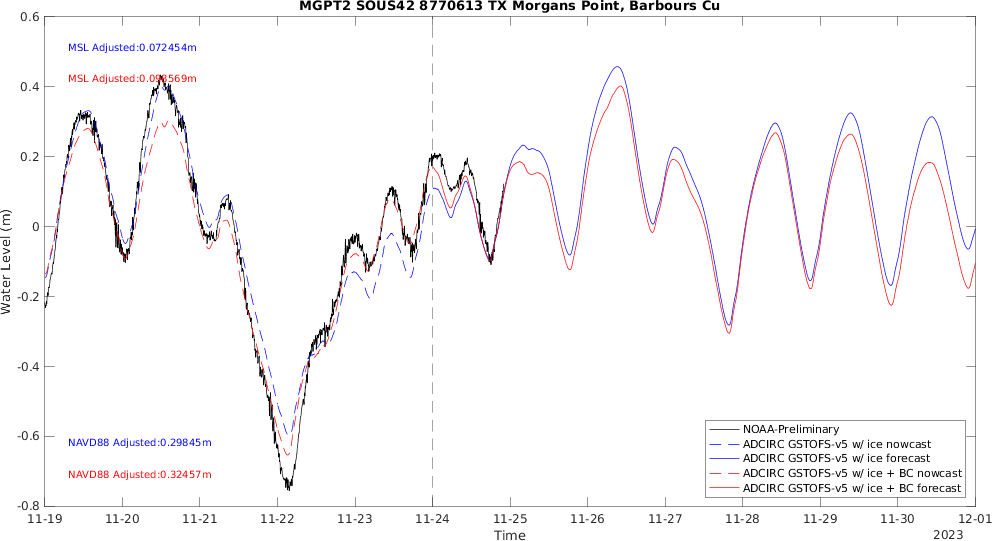 MGPT2 SOUS42 8770613 TX Morgans Point, Barbours Cu
MSL Adjusted:0.072454m
MSL Adjusted:0.098569m
NAVD88 Adjusted:0.29845m
NAVD88 Adjusted:0.32457m
Water Level (m)
0.6
0.4
0.2
0
-0.2
-0.4
-0.6
-0.8
NOAA-Preliminary
ADCIRC GSTOFS-v5 w/ ice nowcast
ADCIRC GSTOFS-v5 w/ ice forecast
ADCIRC GSTOFS-v5 w/ ice + BC nowcast
ADCIRC GSTOFS-v5 w/ ice + BC forecast
11-19 11-20 11-21 11-22 11-23 11-24 11-25 11-26 11-27 11-28 11-29 11-30 12-01
Time
2023